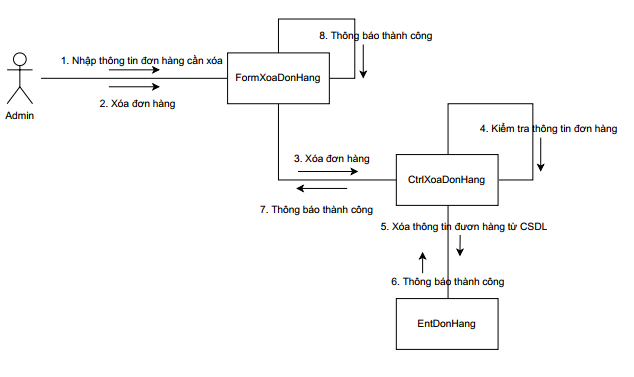 8. Thông báo thành công
1. Nhập thông tin đơn hàng cần xóa
FormXoaDonHang
2. Xóa đơn hàng
Admin
4. Kiểm tra thông tin đơn hàng
3. Xóa đơn hàng
CtrlXoaDonHang
7. Thông báo thành công
5. Xóa thông tin đươn hàng từ CSDL
6. Thông báo thành công
EntDonHang